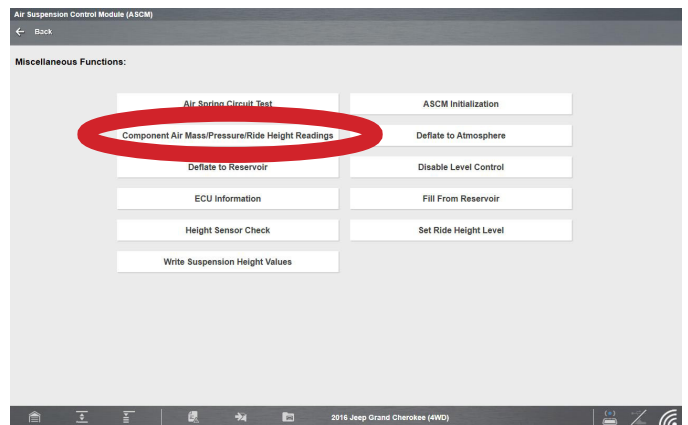 Air Suspension Control Module (ASCM)
Back
Miscellaneous Functions:
Air Spring Circuit Test
ASCM Initialization
Component Air Mass/Pressure/Ride Height Readings
Deflate to Atmosphere
Deflate to Reservoir
Disable Level Control
ECU Information
Fill From Reservoir
Height Sensor Check
Set Ride Height Level
Write Suspension Height Values
2016 Jeep Grand Cherokee (4WD)